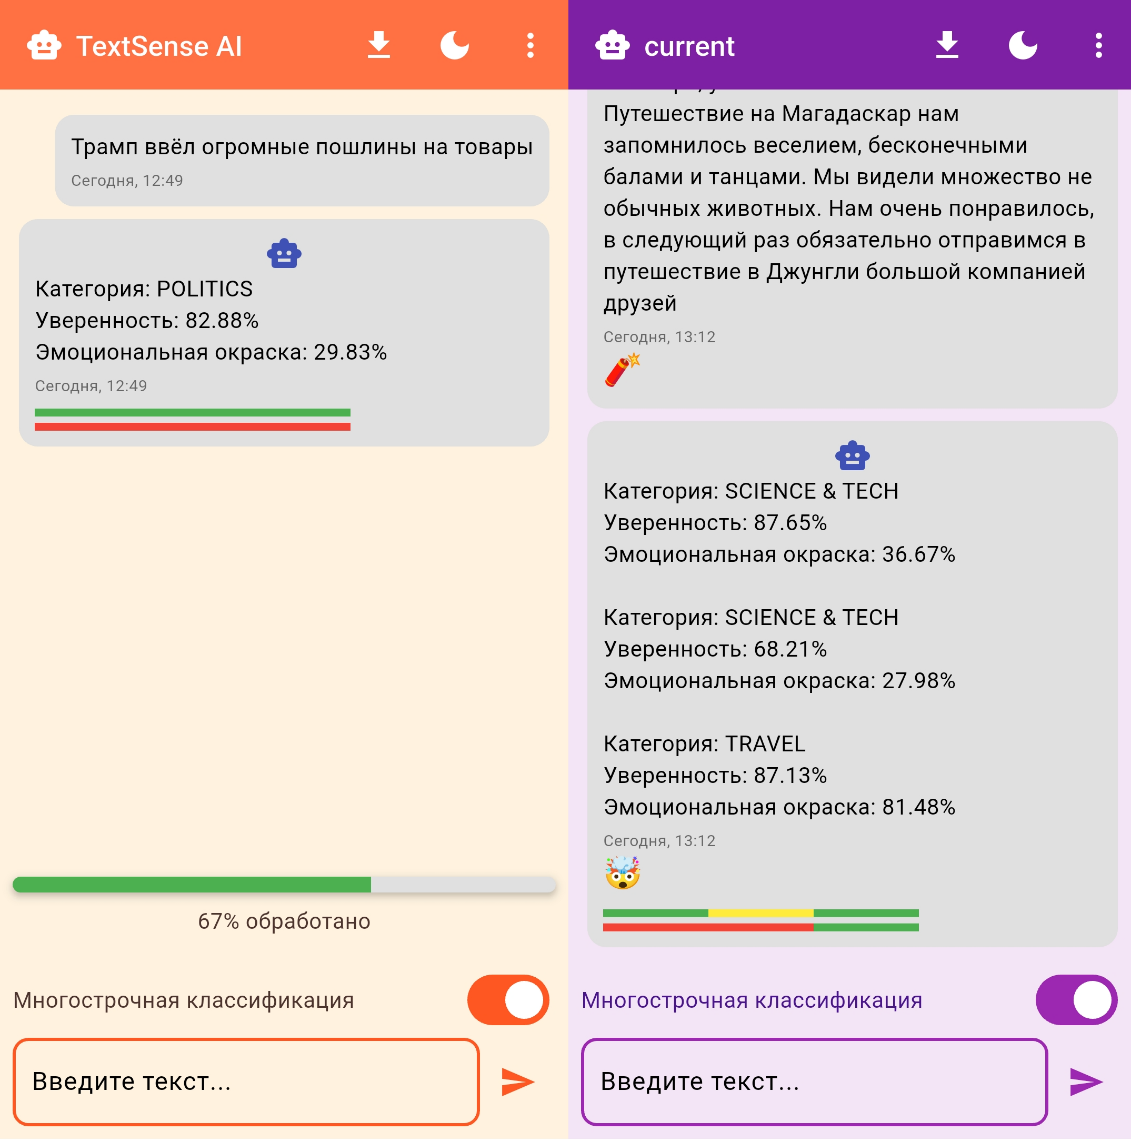 TextSense AI
Трамп ввёл огромные пошлины на товары
Сегодня, 12:49
Категория: POLITICS
Уверенность: 82.88%
Эмоциональная окраска: 29.83%
Сегодня, 12:49
67% обработано
Многострочная классификация
Введите текст...
current
Путешествие на Магадаскар нам
запомнилось веселием, бесконечными
балами и танцами. Мы видели множество не
обычных животных. Нам очень понравилось,
в следующий раз обязательно отправимся в
путешествие в Джунгли большой компанией
друзей
Сегодня, 13:12
Категория: SCIENCE & TECH
Уверенность: 87.65%
Эмоциональная окраска: 36.67%
Категория: SCIENCE & TECH
Уверенность: 68.21%
Эмоциональная окраска: 27.98%
Категория: TRAVEL
Уверенность: 87.13%
Эмоциональная окраска: 81.48%
Сегодня, 13:12
Многострочная классификация
Введите текст...